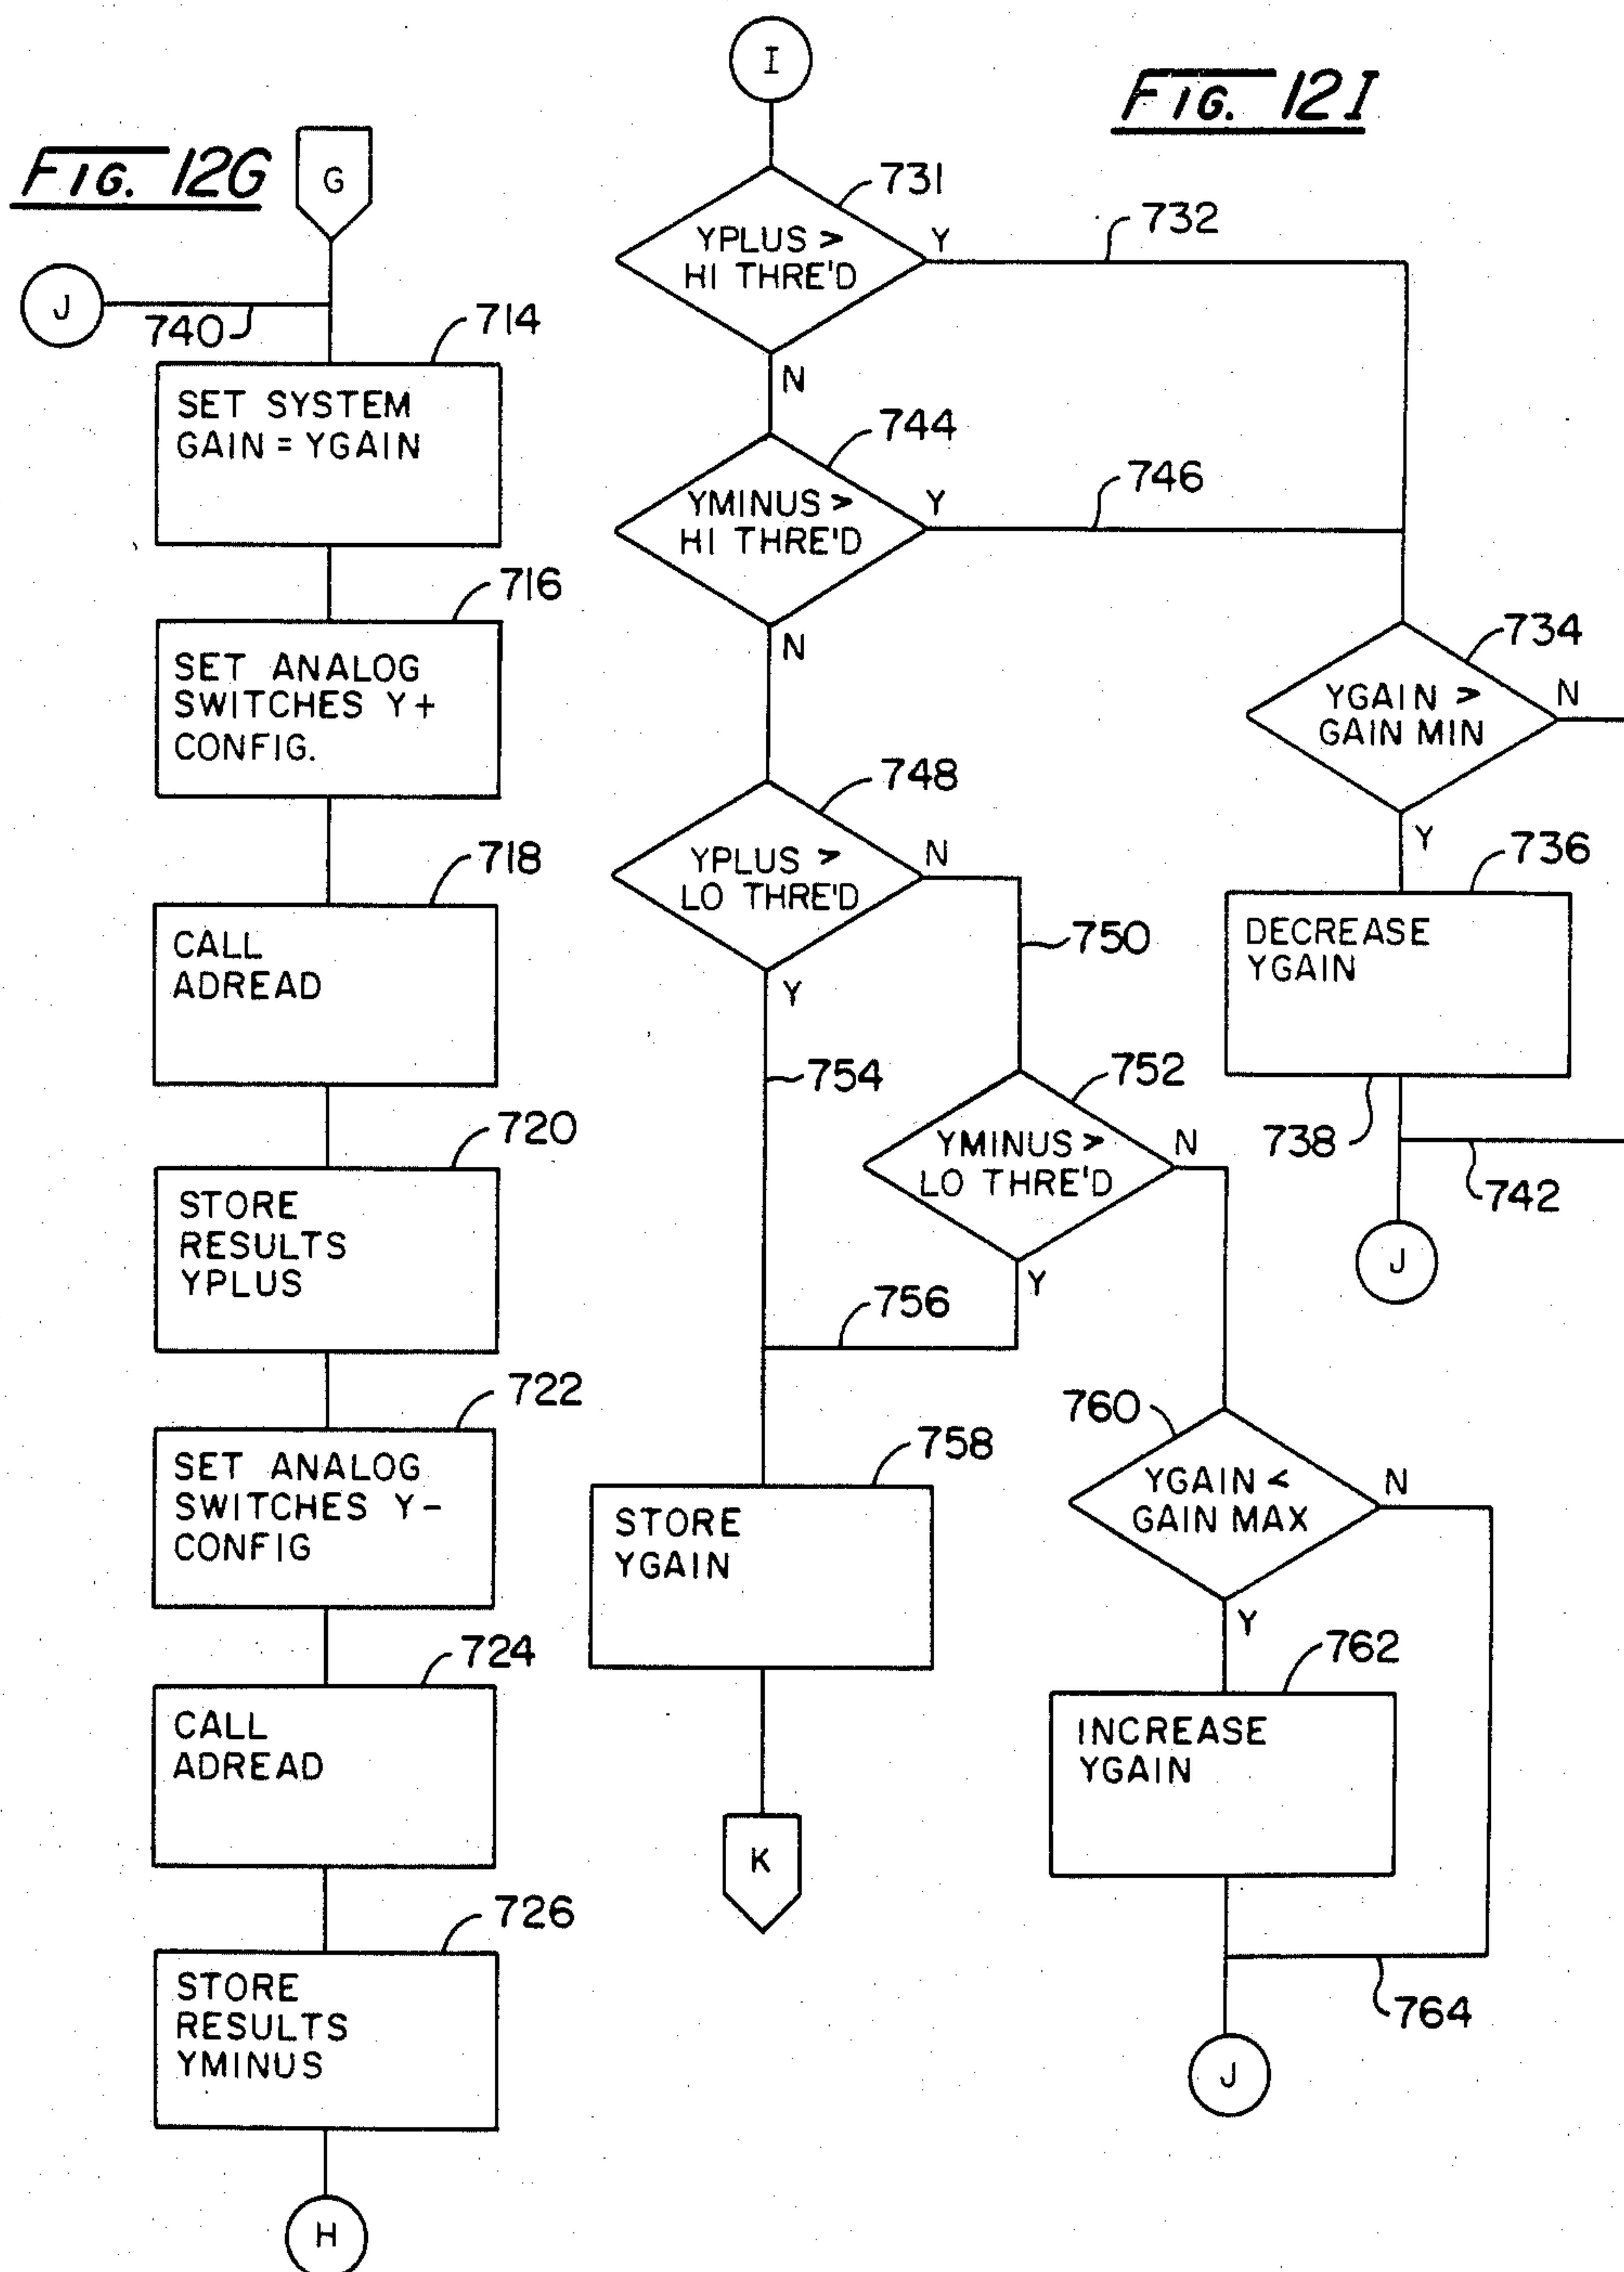 FIG. 12G
G
J
740
714
SET SYSTEM
GAIN = YGAIN
716
SET ANALOG
SWITCHES Y+
CONFIG.
718
CALL
ADREAD
720
STORE
RESULTS
YPLUS
722
SET ANALOG
SWITCHES Y-
CONFIG
724
CALL
ADREAD
726
STORE
RESULTS
YMINUS
H
FIG. 12I
I
731
YPLUS >
HI THRE'D
Y
732
N
744
YMINUS >
HI THRE'D
Y
746
N
734
YGAIN >
GAIN MIN
N
Y
736
DECREASE
YGAIN
738
742
J
748
YPLUS >
LO THRE'D
N
750
Y
754
752
YMINUS >
LO THRE'D
N
Y
756
758
STORE
YGAIN
K
760
YGAIN <
GAIN MAX
N
Y
762
INCREASE
YGAIN
764
J